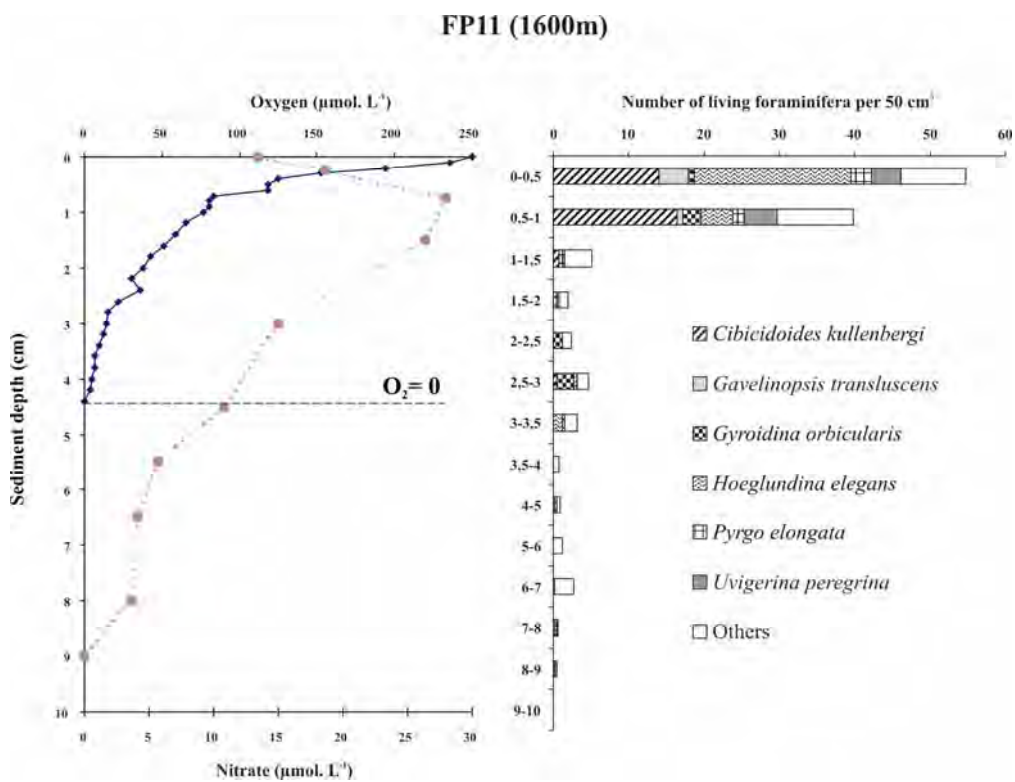 FP11 (1600m)
Oxygen (µmol. L⁻¹)
0 50 100 150 200 250
Number of living foraminifera per 50 cm³
0 10 20 30 40 50 60
Sediment depth (cm)
0
1
2
3
4
5
6
7
8
9
10
O₂= 0
0 5 10 15 20 25 30
Nitrate (µmol. L⁻¹)
0-0,5
0,5-1
1-1,5
1,5-2
2-2,5
2,5-3
3-3,5
3,5-4
4-5
5-6
6-7
7-8
8-9
9-10
Cibicidoides kullenbergi
Gavelinopsis transluscens
Gyroidina orbicularis
Hoeglundina elegans
Pyrgo elongata
Uvigerina peregrina
Others